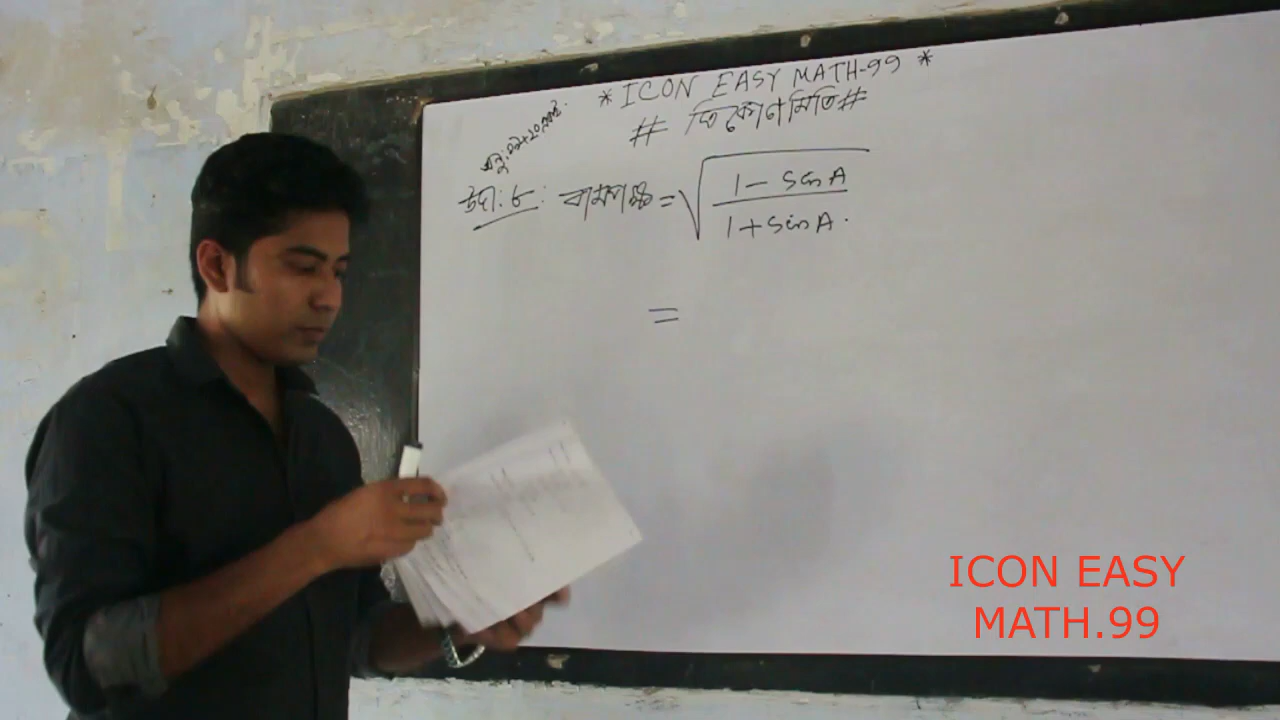 * ICON EASY MATH-99 *
# ত্রিকোণমিতি #
উদা: ৮: বামপক্ষ = √(1 - sinA / 1 + sinA.)
=
ICON EASY
MATH.99